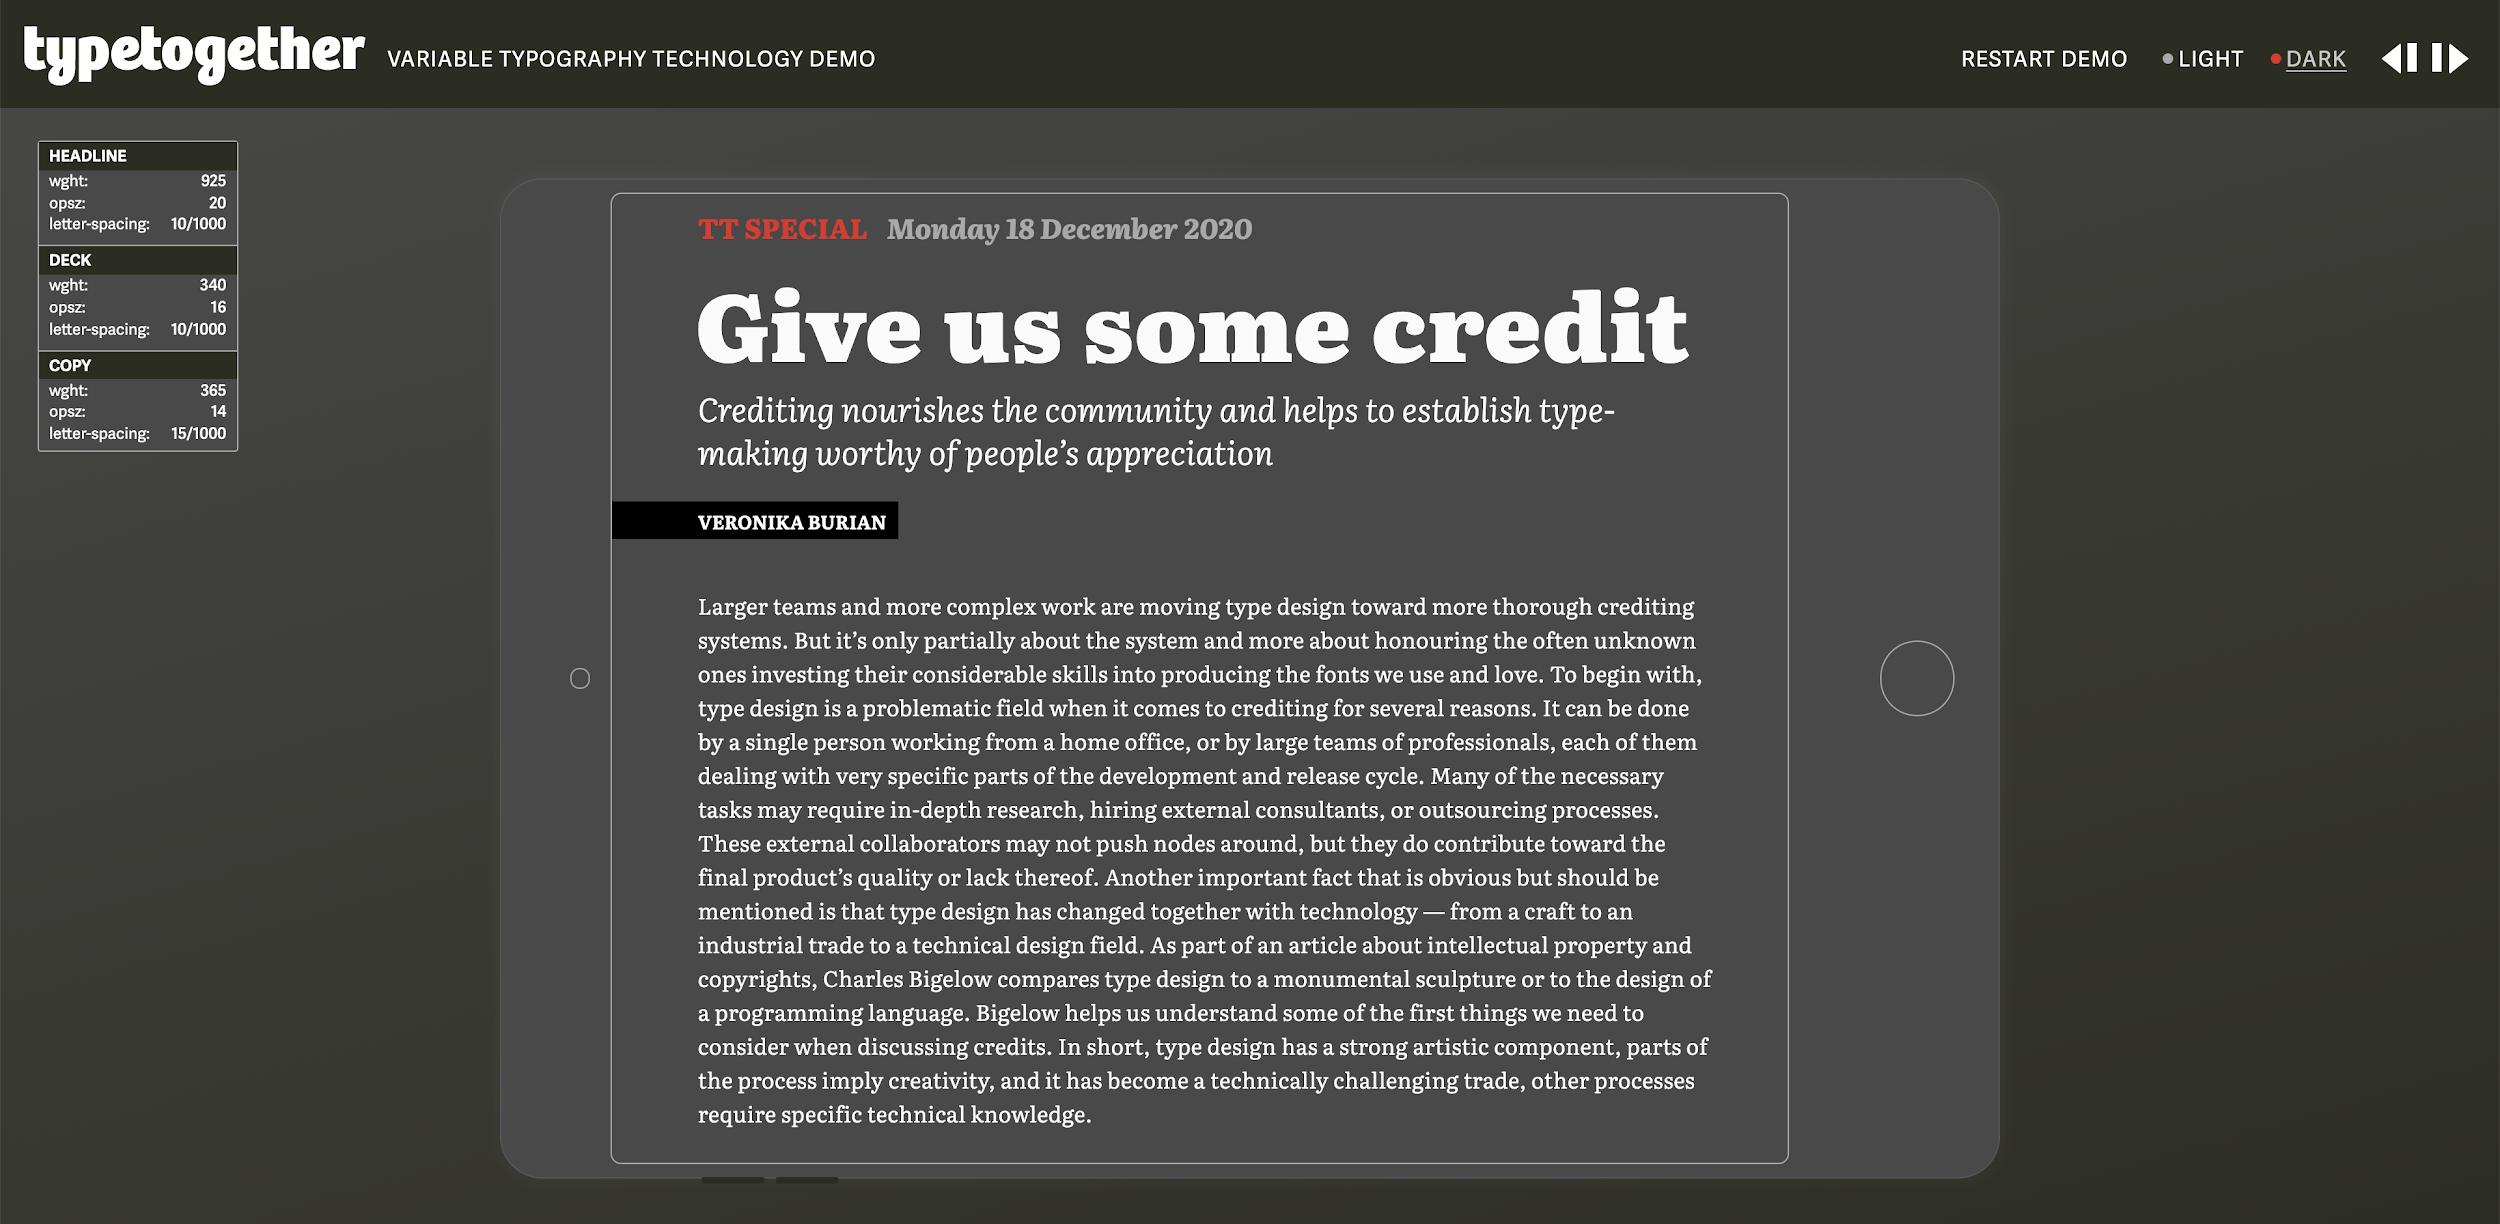 typetogether VARIABLE TYPOGRAPHY TECHNOLOGY DEMO RESTART DEMO LIGHT DARK
HEADLINE
wght: 925
opsz: 20
letter-spacing: 10/1000
DECK
wght: 340
opsz: 16
letter-spacing: 10/1000
COPY
wght: 365
opsz: 14
letter-spacing: 15/1000
TT SPECIAL Monday 18 December 2020
Give us some credit
Crediting nourishes the community and helps to establish type-
making worthy of people’s appreciation
VERONIKA BURIAN
Larger teams and more complex work are moving type design toward more thorough crediting
systems. But it’s only partially about the system and more about honouring the often unknown
ones investing their considerable skills into producing the fonts we use and love. To begin with,
type design is a problematic field when it comes to crediting for several reasons. It can be done
by a single person working from a home office, or by large teams of professionals, each of them
dealing with very specific parts of the development and release cycle. Many of the necessary
tasks may require in-depth research, hiring external consultants, or outsourcing processes.
These external collaborators may not push nodes around, but they do contribute toward the
final product’s quality or lack thereof. Another important fact that is obvious but should be
mentioned is that type design has changed together with technology — from a craft to an
industrial trade to a technical design field. As part of an article about intellectual property and
copyrights, Charles Bigelow compares type design to a monumental sculpture or to the design of
a programming language. Bigelow helps us understand some of the first things we need to
consider when discussing credits. In short, type design has a strong artistic component, parts of
the process imply creativity, and it has become a technically challenging trade, other processes
require specific technical knowledge.